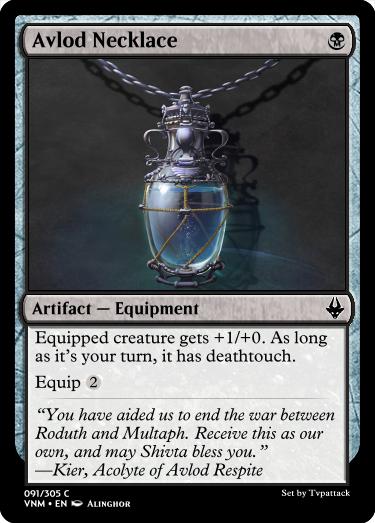 Avlod Necklace
Artifact — Equipment
Equipped creature gets +1/+0. As long
as it's your turn, it has deathtouch.
Equip 2
“You have aided us to end the war between
Roduth and Multaph. Receive this as our
own, and may Shivta bless you.”
—Kier, Acolyte of Avlod Respite
091/305 C
VNM • EN Alinghor
Set by Tvpattack